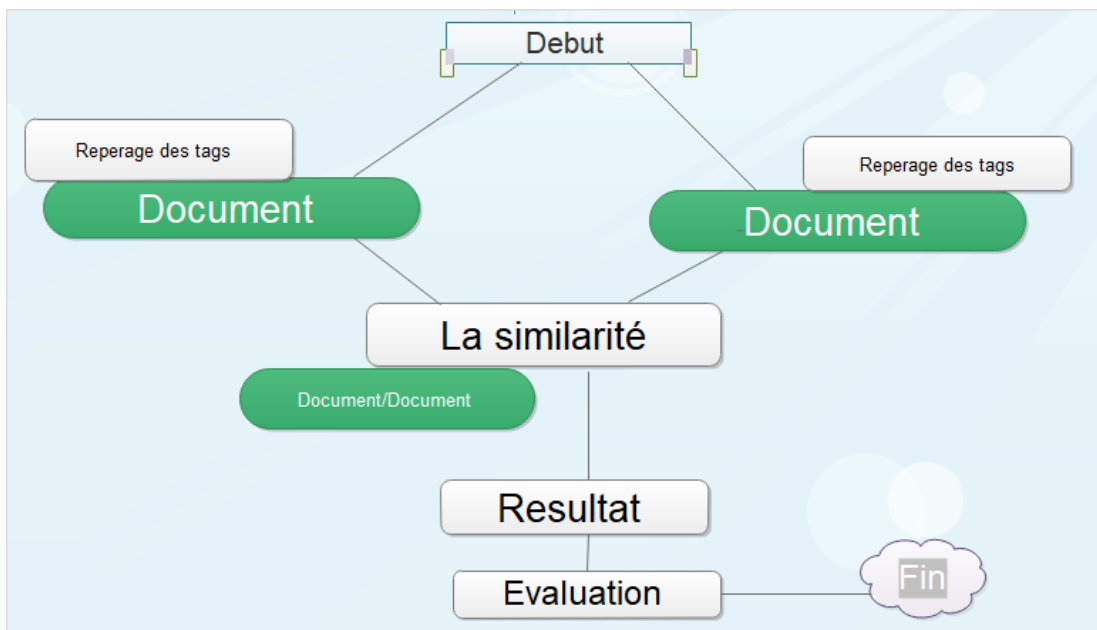 Debut
Reperage des tags
Document
Reperage des tags
Document
La similarité
Document/Document
Resultat
Evaluation
Fin